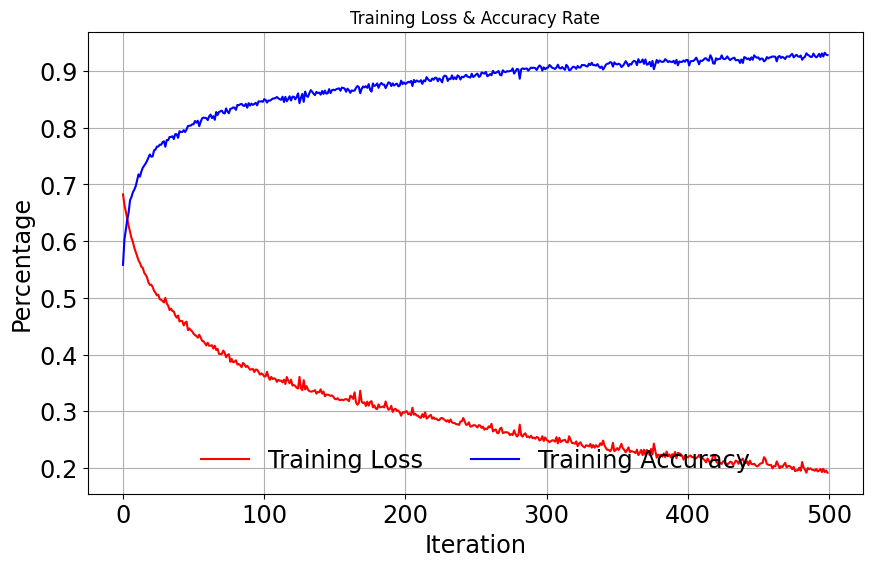 Training Loss & Accuracy Rate
Percentage
0.9
0.8
0.7
0.6
0.5
0.4
0.3
0.2
Training Loss Training Accuracy
0 100 200 300 400 500
Iteration